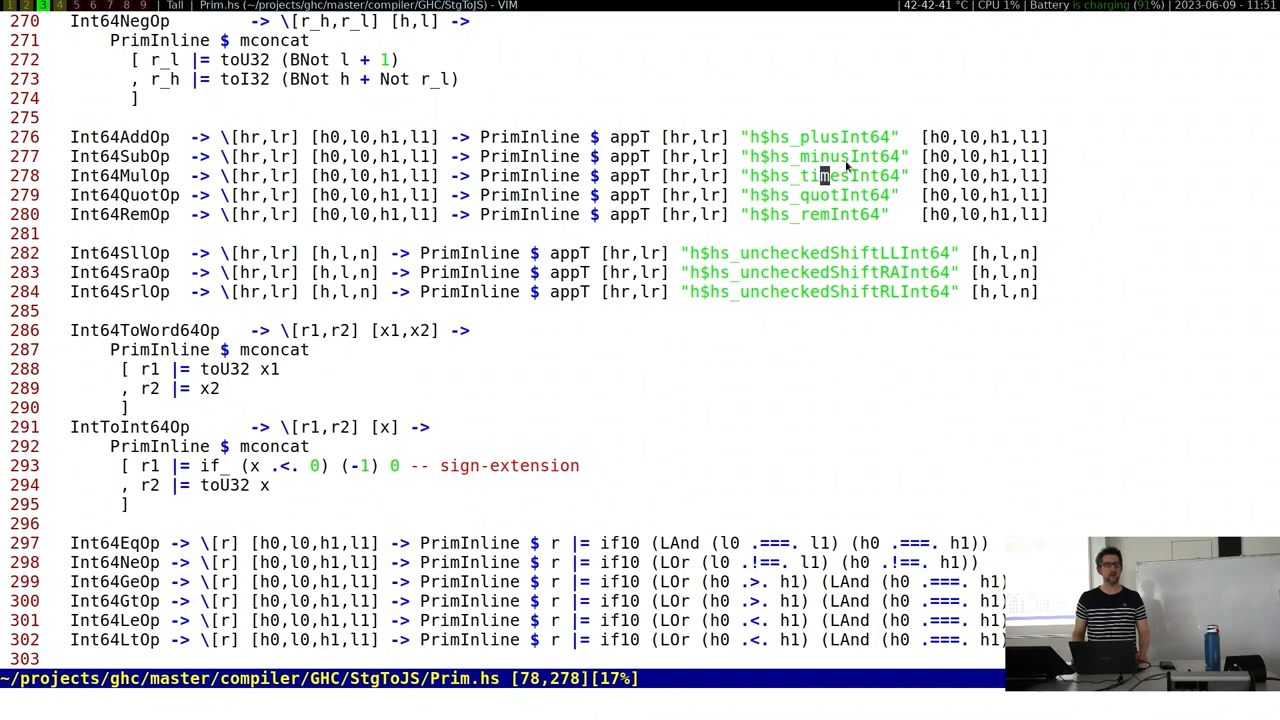 1 2 3 4 5 6 7 8 9 | Tall | Prim.hs (~/projects/ghc/master/compiler/GHC/StgToJS) - VIM | 42-42-41 °C | CPU 1% | Battery is charging (91%) | 2023-06-09 - 11:51
270   Int64NegOp      -> \[r_h,r_l] [h,l] ->
271       PrimInline $ mconcat
272         [ r_l |= toU32 (BNot l + 1)
273         , r_h |= toI32 (BNot h + Not r_l)
274         ]
275
276   Int64AddOp  -> \[hr,lr] [h0,l0,h1,l1] -> PrimInline $ appT [hr,lr] "h$hs_plusInt64"  [h0,l0,h1,l1]
277   Int64SubOp  -> \[hr,lr] [h0,l0,h1,l1] -> PrimInline $ appT [hr,lr] "h$hs_minusInt64" [h0,l0,h1,l1]
278   Int64MulOp  -> \[hr,lr] [h0,l0,h1,l1] -> PrimInline $ appT [hr,lr] "h$hs_timesInt64" [h0,l0,h1,l1]
279   Int64QuotOp -> \[hr,lr] [h0,l0,h1,l1] -> PrimInline $ appT [hr,lr] "h$hs_quotInt64"  [h0,l0,h1,l1]
280   Int64RemOp  -> \[hr,lr] [h0,l0,h1,l1] -> PrimInline $ appT [hr,lr] "h$hs_remInt64"   [h0,l0,h1,l1]
281
282   Int64SllOp  -> \[hr,lr] [h,l,n] -> PrimInline $ appT [hr,lr] "h$hs_uncheckedShiftLLInt64" [h,l,n]
283   Int64SraOp  -> \[hr,lr] [h,l,n] -> PrimInline $ appT [hr,lr] "h$hs_uncheckedShiftRAInt64" [h,l,n]
284   Int64SrlOp  -> \[hr,lr] [h,l,n] -> PrimInline $ appT [hr,lr] "h$hs_uncheckedShiftRLInt64" [h,l,n]
285
286   Int64ToWord64Op   -> \[r1,r2] [x1,x2] ->
287       PrimInline $ mconcat
288        [ r1 |= toU32 x1
289        , r2 |= x2
290        ]
291   IntToInt64Op      -> \[r1,r2] [x] ->
292       PrimInline $ mconcat
293        [ r1 |= if_ (x .<. 0) (-1) 0 -- sign-extension
294        , r2 |= toU32 x
295        ]
296
297   Int64EqOp -> \[r] [h0,l0,h1,l1] -> PrimInline $ r |= if10 (LAnd (l0 .===. l1) (h0 .===. h1))
298   Int64NeOp -> \[r] [h0,l0,h1,l1] -> PrimInline $ r |= if10 (LOr (l0 .!==. l1) (h0 .!==. h1))
299   Int64GeOp -> \[r] [h0,l0,h1,l1] -> PrimInline $ r |= if10 (LOr (h0 .>. h1) (LAnd (h0 .===. h1)
300   Int64GtOp -> \[r] [h0,l0,h1,l1] -> PrimInline $ r |= if10 (LOr (h0 .>. h1) (LAnd (h0 .===. h1)
301   Int64LeOp -> \[r] [h0,l0,h1,l1] -> PrimInline $ r |= if10 (LOr (h0 .<. h1) (LAnd (h0 .===. h1)
302   Int64LtOp -> \[r] [h0,l0,h1,l1] -> PrimInline $ r |= if10 (LOr (h0 .<. h1) (LAnd (h0 .===. h1)
303
~/projects/ghc/master/compiler/GHC/StgToJS/Prim.hs [78,278][17%]